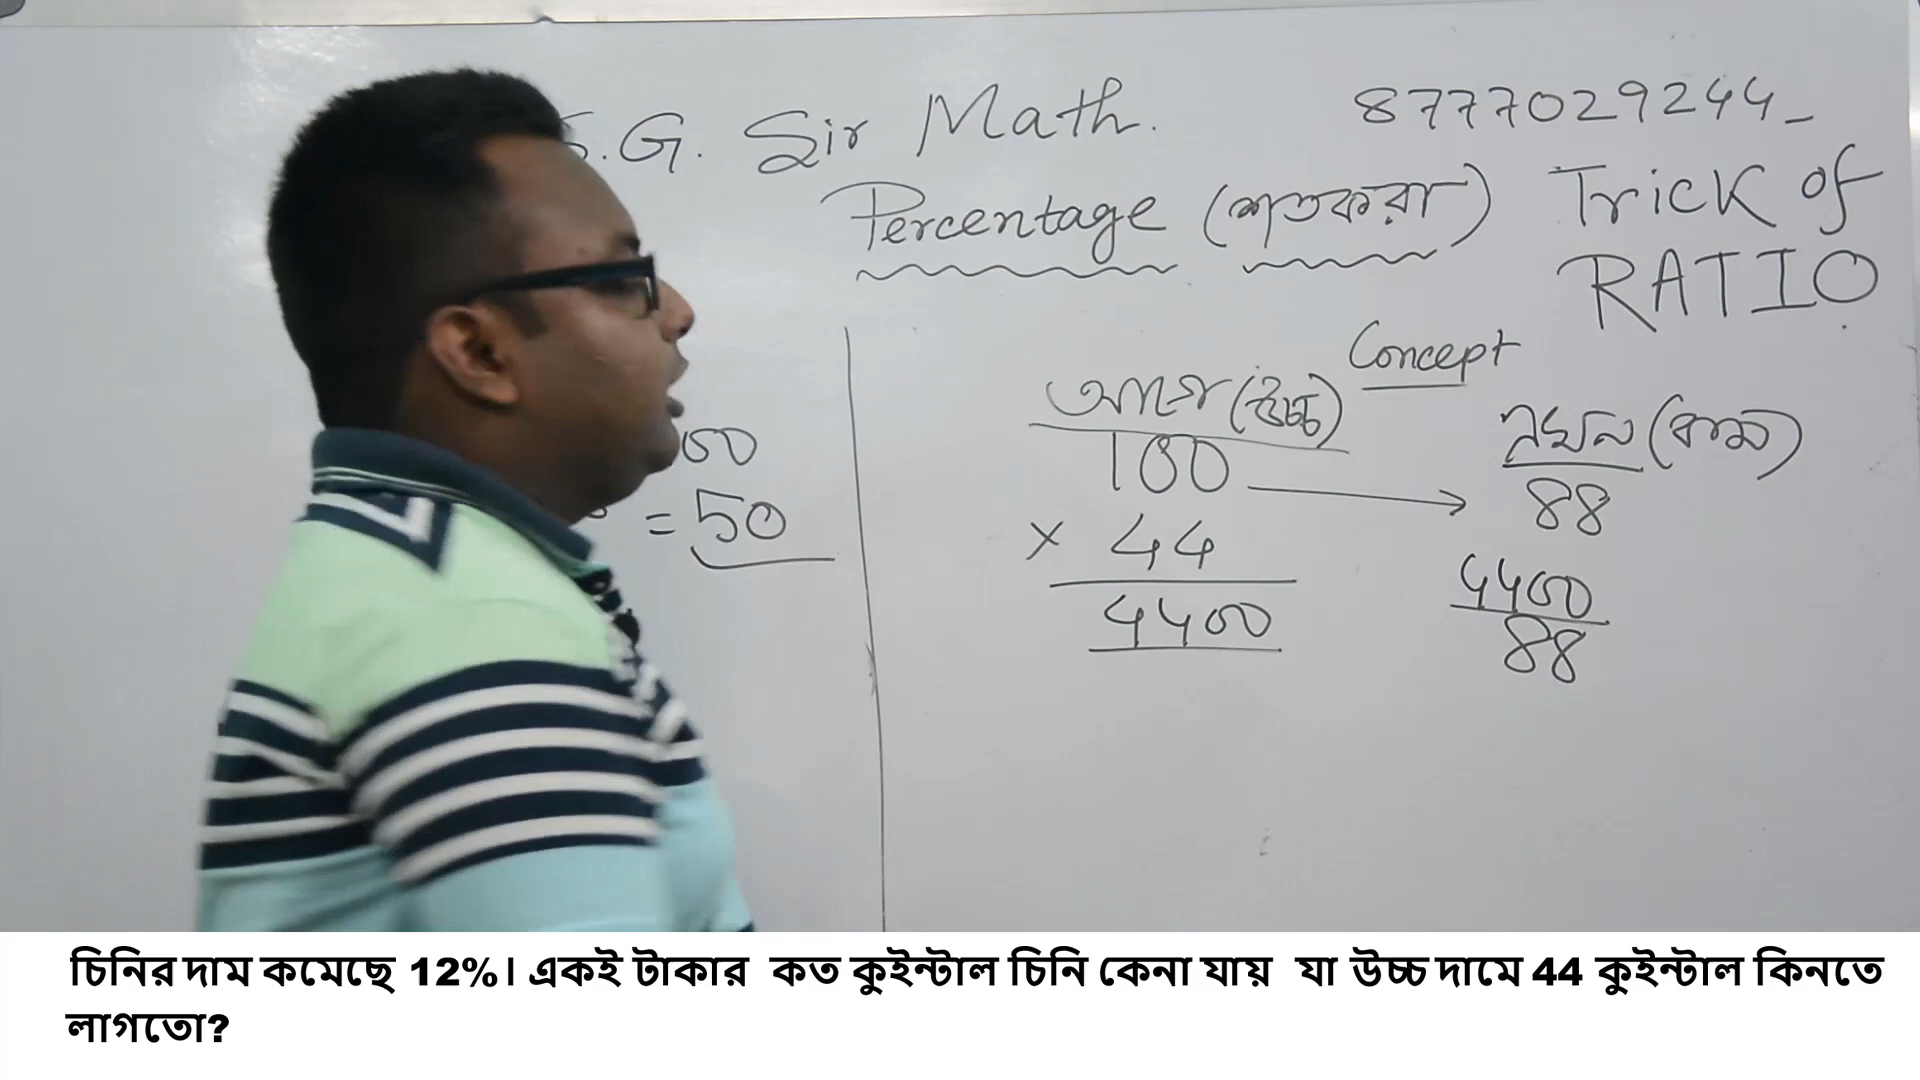 S.G. Sir Math. 8777029244
Percentage (শতকরা) Trick of
RATIO
Concept
আগে (উচ্চ) এখন (কম)
100 → 88
00
= 50
× 44
4400
4400
88
চিনির দাম কমেছে 12%। একই টাকার কত কুইন্টাল চিনি কেনা যায় যা উচ্চ দামে 44 কুইন্টাল কিনতে
লাগতো?